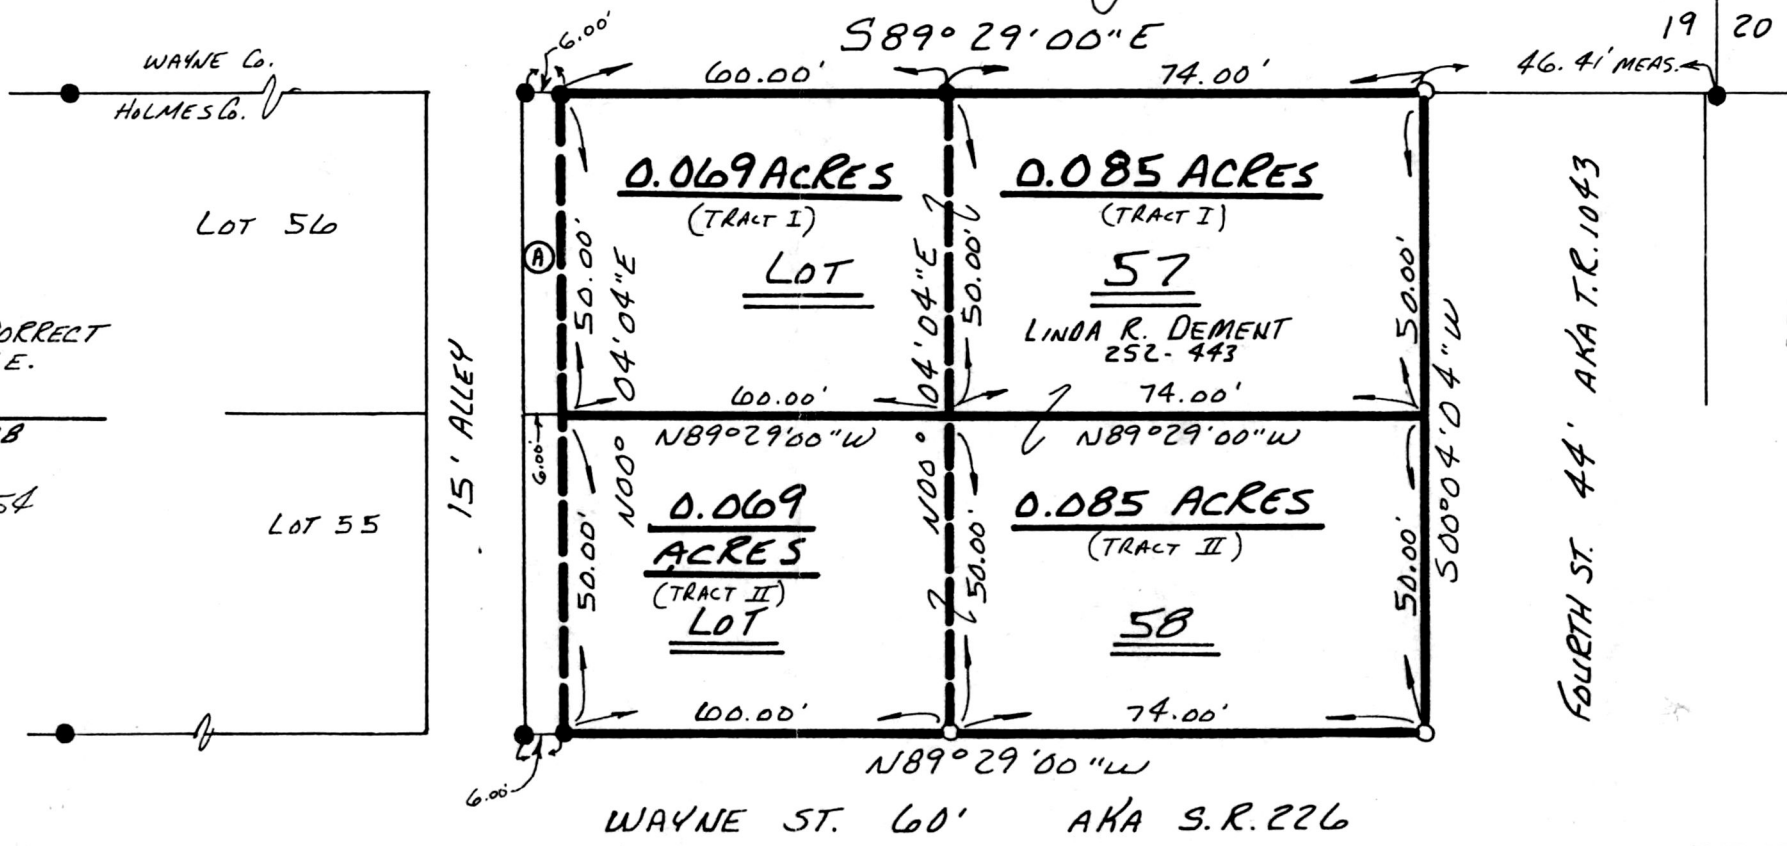 S89° 29' 00" E
19 | 20
6.00'
WAYNE CO.
HOLMES CO.
60.00'
74.00'
46.41' MEAS.
0.069 ACRES
(TRACT I)
0.085 ACRES
(TRACT I)
LOT 56
LOT
57
LINDA R. DEMENT
252-443
A
50.00'
04'04"E
04'04"E
50.00'
50.00'
S00°04'04"W
FOURTH ST. 44' AKA T.R. 1043
ORRECT
E.
15' ALLEY
60.00'
74.00'
N89°29'00"W
N89°29'00"W
8
54
6.00'
N00°
N00°
0.069
ACRES
(TRACT II)
LOT
0.085 ACRES
(TRACT II)
58
LOT 55
50.00'
50.00'
50.00'
60.00'
74.00'
N89°29'00"W
6.00'
WAYNE ST. 60' AKA S.R. 226